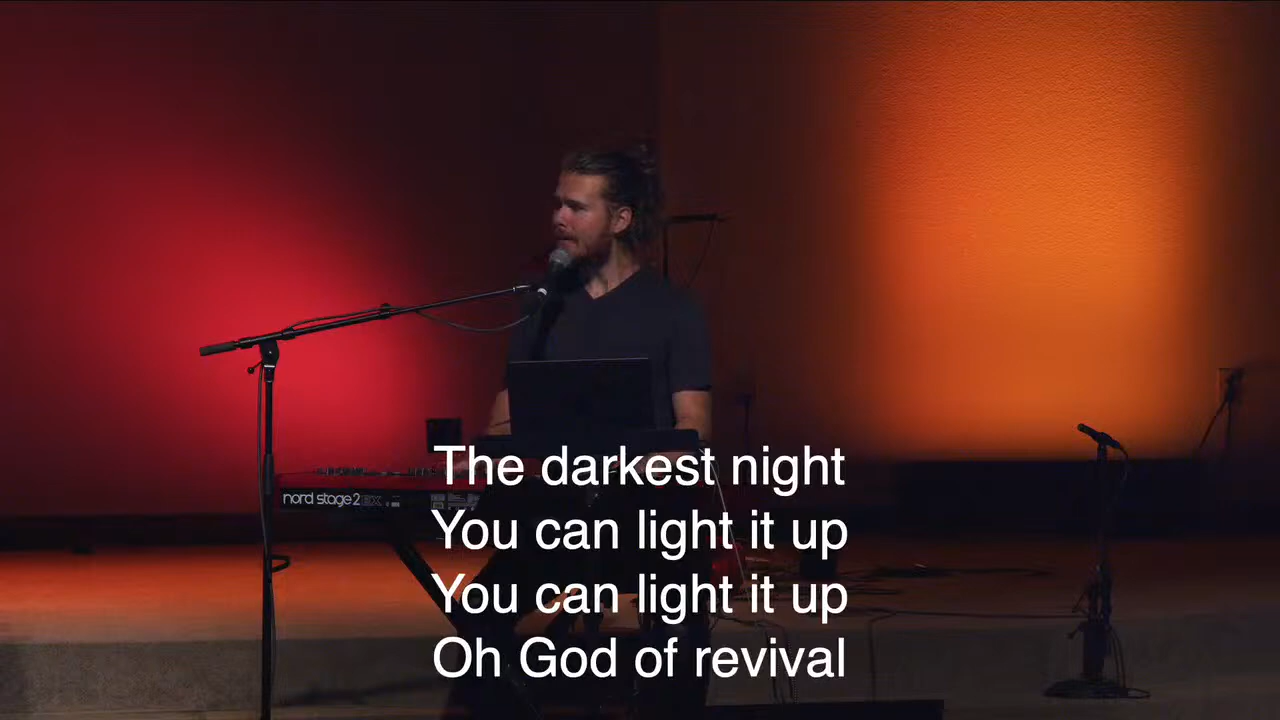 nord stage 2 EX
The darkest night
You can light it up
You can light it up
Oh God of revival